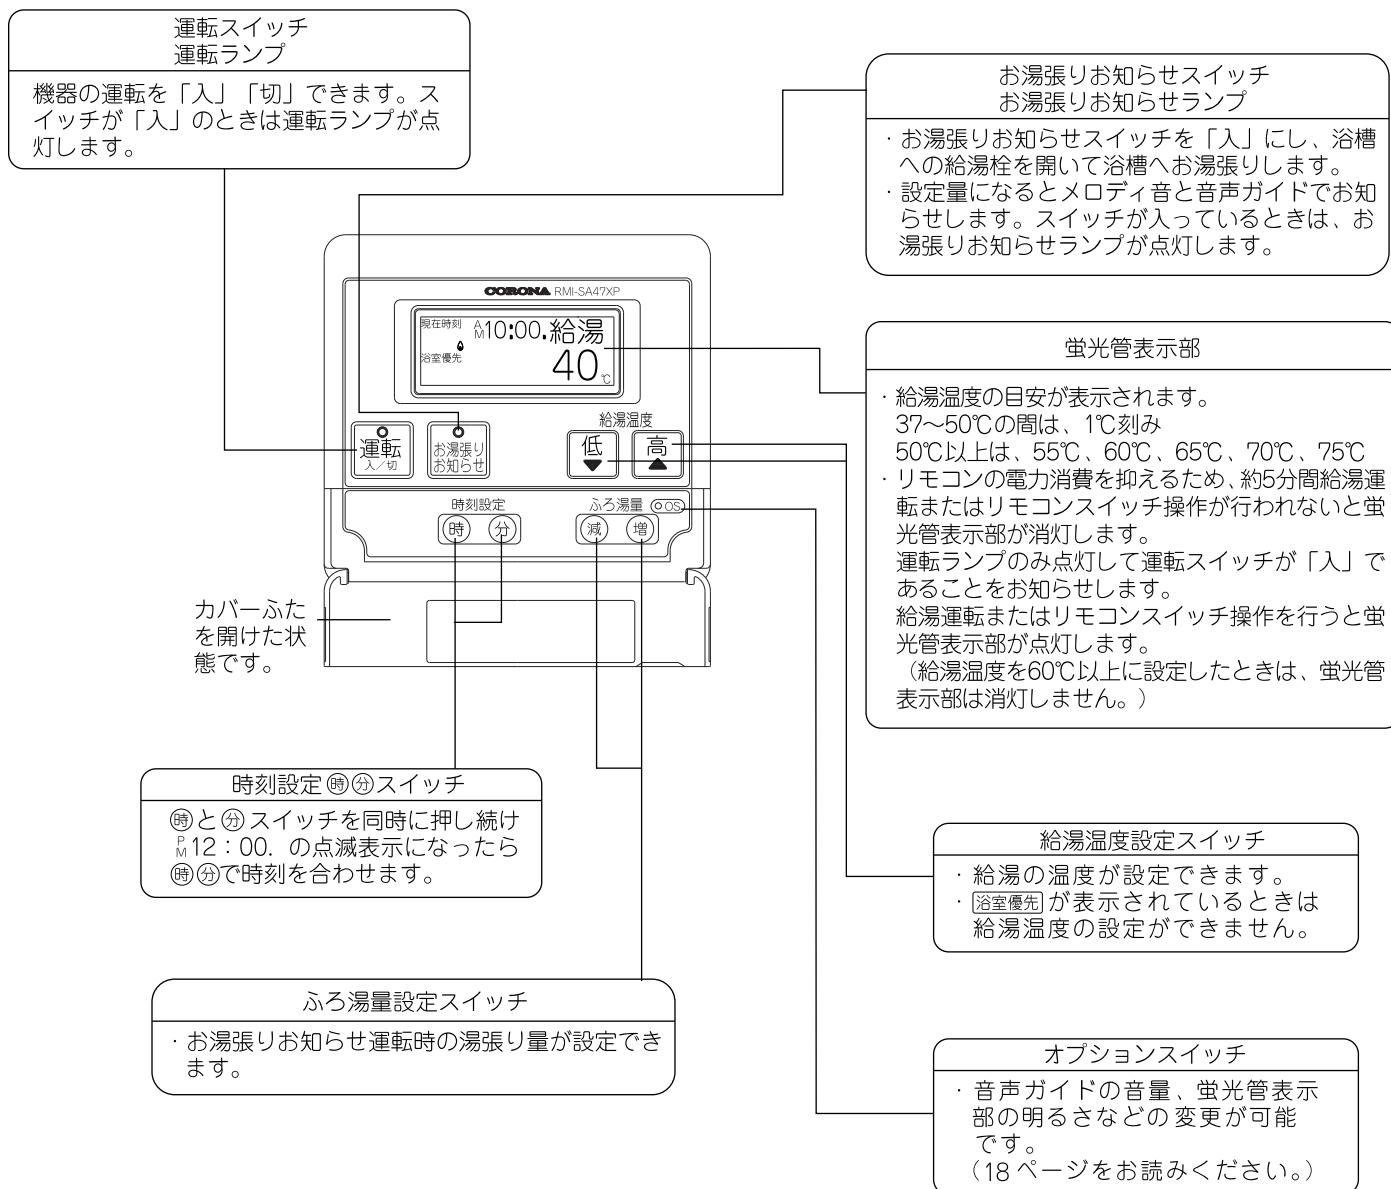 運転スイッチ
運転ランプ
機器の運転を「入」「切」できます。ス
イッチが「入」のときは運転ランプが点
灯します。
お湯張りお知らせスイッチ
お湯張りお知らせランプ
・お湯張りお知らせスイッチを「入」にし、浴槽
への給湯栓を開いて浴槽へお湯張りします。
・設定量になるとメロディ音と音声ガイドでお知
らせします。スイッチが入っているときは、お
湯張りお知らせランプが点灯します。
CORONA RMI-SA47XP
現在時刻 AM10:00. 給湯
浴室優先 40℃
給湯温度
運転
入/切
お湯張り
お知らせ
低
▼
高
▲
時刻設定
時 分
ふろ湯量 OS
減 増
カバーふた
を開けた状
態です。
蛍光管表示部
・給湯温度の目安が表示されます。
37～50℃の間は、1℃刻み
50℃以上は、55℃、60℃、65℃、70℃、75℃
・リモコンの電力消費を抑えるため、約5分間給湯運
転またはリモコンスイッチ操作が行われないと蛍
光管表示部が消灯します。
運転ランプのみ点灯して運転スイッチが「入」で
あることをお知らせします。
給湯運転またはリモコンスイッチ操作を行うと蛍
光管表示部が点灯します。
（給湯温度を60℃以上に設定したときは、蛍光管
表示部は消灯しません。）
時刻設定時分スイッチ
時と分スイッチを同時に押し続け
PM12：00. の点滅表示になったら
時分で時刻を合わせます。
給湯温度設定スイッチ
・給湯の温度が設定できます。
・浴室優先が表示されているときは
給湯温度の設定ができません。
ふろ湯量設定スイッチ
・お湯張りお知らせ運転時の湯張り量が設定でき
ます。
オプションスイッチ
・音声ガイドの音量、蛍光管表示
部の明るさなどの変更が可能
です。
（18ページをお読みください。）